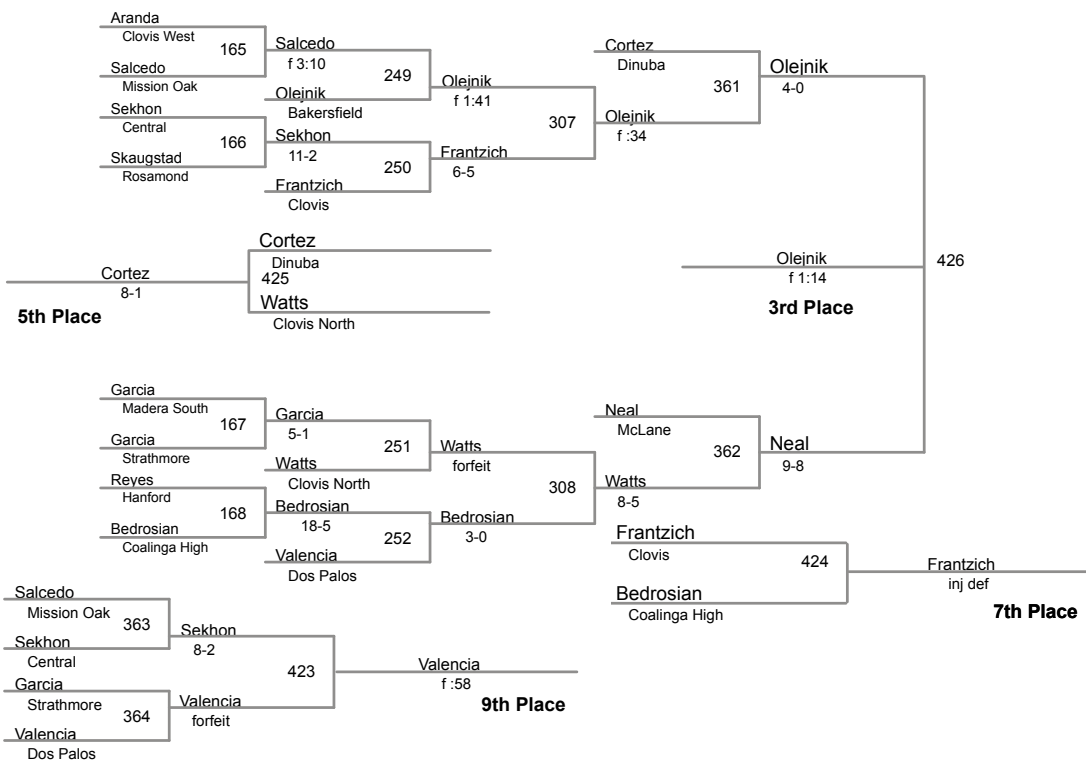 Aranda
Clovis West
165
Salcedo
Mission Oak
Salcedo
f 3:10
249
Olejnik
Bakersfield
Sekhon
Central
166
Skaugstad
Rosamond
Sekhon
11-2
250
Frantzich
Clovis
Olejnik
f 1:41
307
Frantzich
6-5
Cortez
Dinuba
361
Olejnik
f :34
Olejnik
4-0
Cortez
Dinuba
425
Watts
Clovis North
Cortez
8-1
5th Place
Olejnik
f 1:14
3rd Place
426
Garcia
Madera South
167
Garcia
Strathmore
Garcia
5-1
251
Watts
Clovis North
Reyes
Hanford
168
Bedrosian
Coalinga High
Bedrosian
18-5
252
Valencia
Dos Palos
Watts
forfeit
308
Bedrosian
3-0
Neal
McLane
362
Watts
8-5
Neal
9-8
Frantzich
Clovis
424
Bedrosian
Coalinga High
Frantzich
inj def
7th Place
Salcedo
Mission Oak
363
Sekhon
Central
Sekhon
8-2
423
Garcia
Strathmore
364
Valencia
Dos Palos
Valencia
forfeit
Valencia
f :58
9th Place